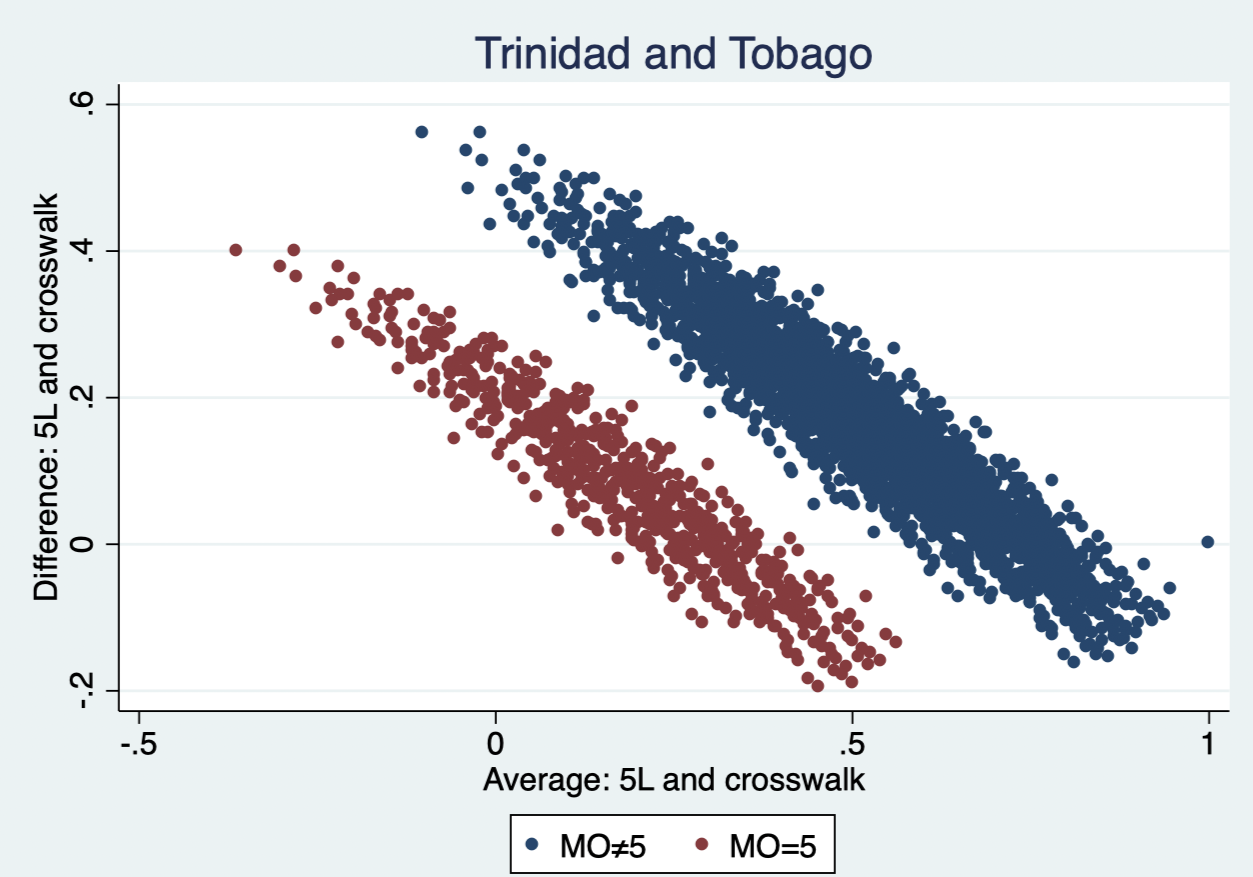 Trinidad and Tobago
Difference: 5L and crosswalk
.6
.4
.2
0
-.2
-.5
0
.5
1
Average: 5L and crosswalk
MO≠5
MO=5